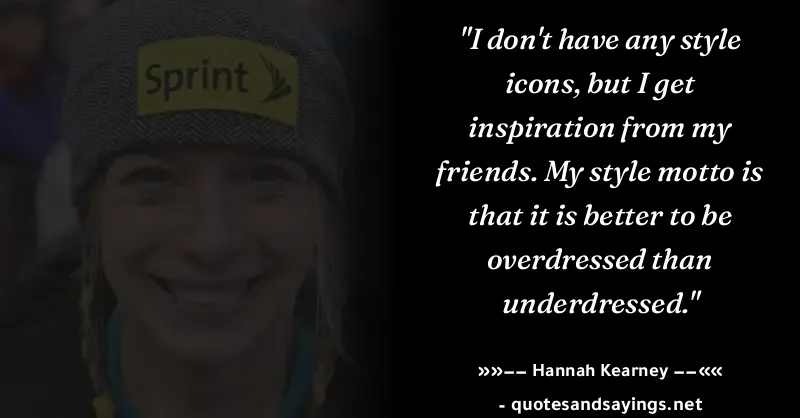 Sprint
"I don't have any style
icons, but I get
inspiration from my
friends. My style motto is
that it is better to be
overdressed than
underdressed."
»»−− Hannah Kearney −−««
- quotesandsayings.net